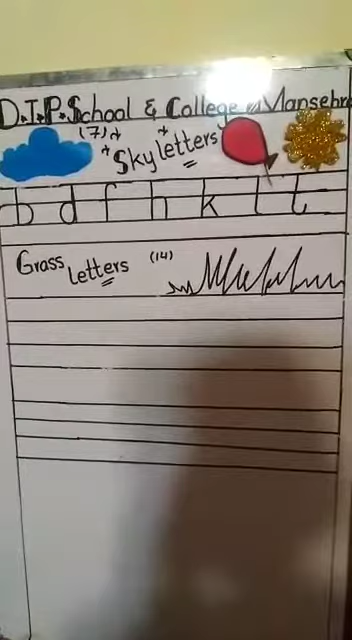 D.J.P. School & College Mansehra
(7)
Sky letters
b d f h k l t
Grass letters (14)